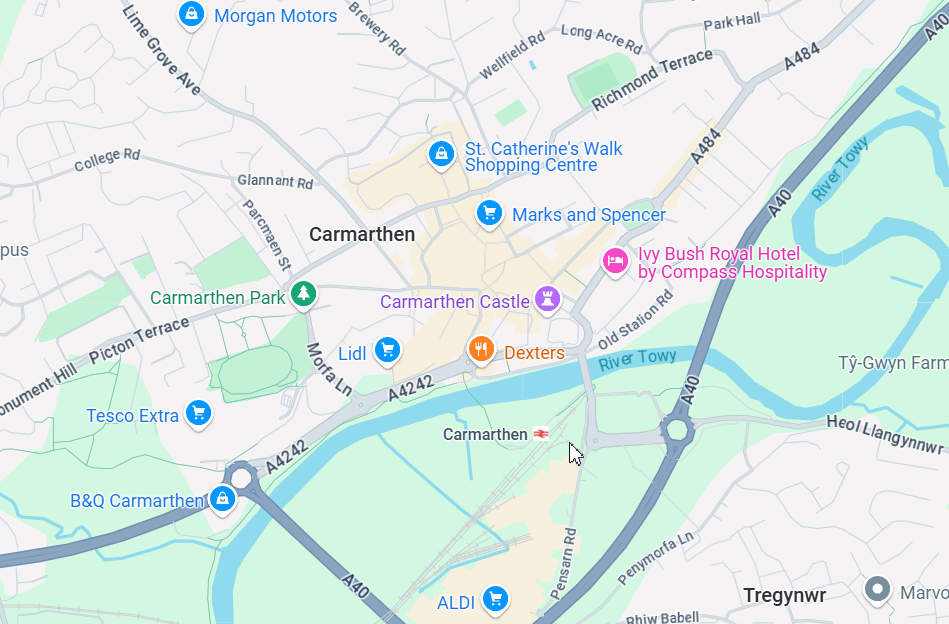 Morgan Motors
Lime Grove Ave
Brewery Rd
Wellfield Rd
Long Acre Rd
Park Hall
Richmond Terrace
A484
A40
College Rd
St. Catherine's Walk
Shopping Centre
A484
River Towy
Glannant Rd
Parcmaen St
Marks and Spencer
A40
Carmarthen
pus
Ivy Bush Royal Hotel
by Compass Hospitality
Carmarthen Park
Carmarthen Castle
Old Station Rd
Picton Terrace
Lidl
Dexters
River Towy
Tŷ-Gwyn Farm
Morfa Ln
A4242
A40
onument Hill
Tesco Extra
Carmarthen
Heol Llangynnwr
A4242
B&Q Carmarthen
A40
Pensarn Rd
Penymorfa Ln
ALDI
Tregynwr
Marvo
Rhiw Babell